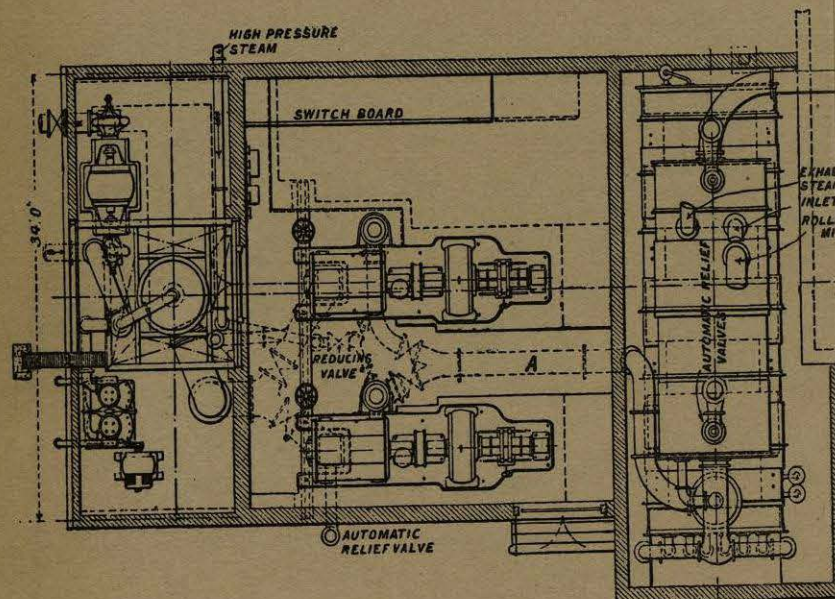 HIGH PRESSURE
STEAM
SWITCH BOARD
34'.0"
EXHAU
STEA
INLET
ROLL
MI
AUTOMATIC RELIEF
VALVES
REDUCING
VALVE
A
AUTOMATIC
RELIEF VALVE